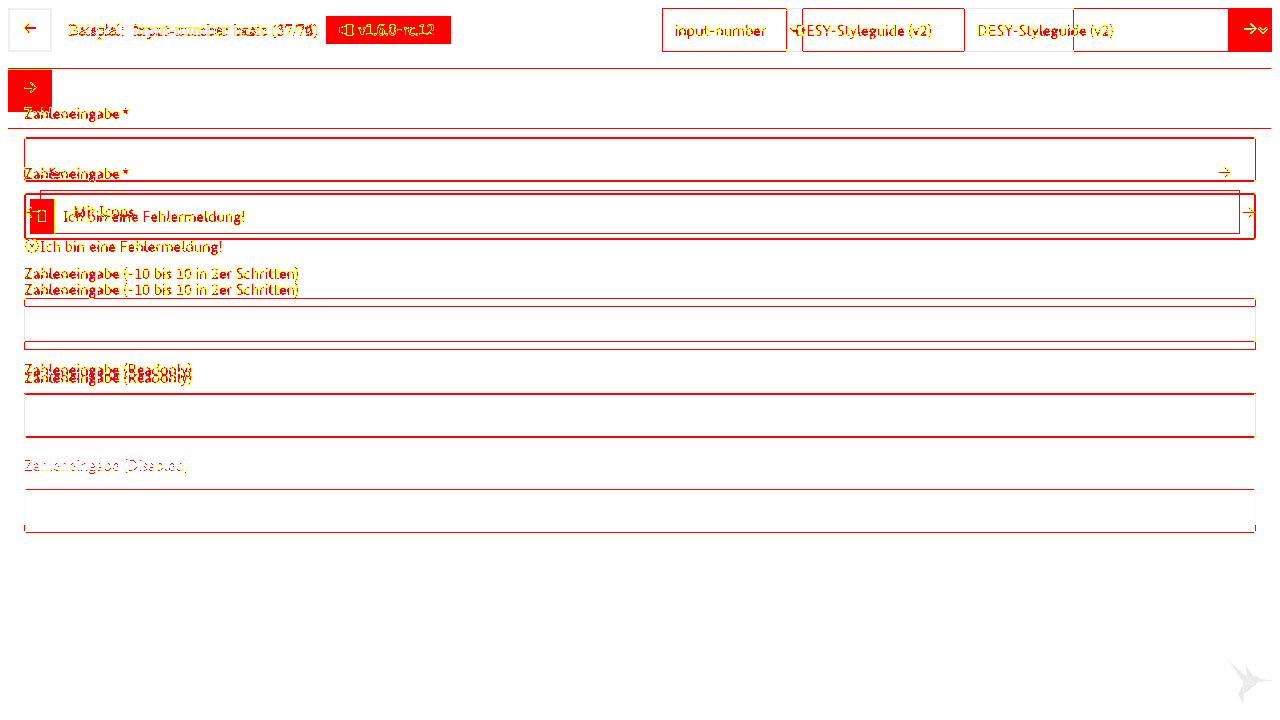 Beispiel: input-number basic (37/7) v1.6.0-rc.12 input-number DESY-Styleguide (v2) DESY-Styleguide (v2)
Zahleneingabe *
Zahleneingabe *
Mit Icons
Ich bin eine Fehlermeldung!
Ich bin eine Fehlermeldung!
Zahleneingabe (-10 bis 10 in 2er Schritten)
Zahleneingabe (-10 bis 10 in 2er Schritten)
Zahleneingabe (Readonly)
Zahleneingabe (Readonly)
Zahleneingabe (Disabled)